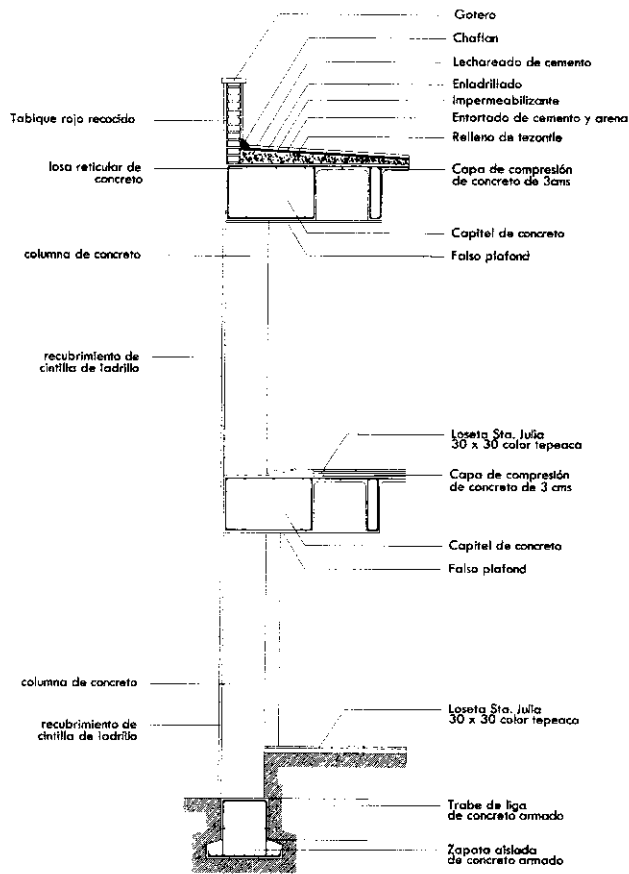 Gotero
Chaflan
Lechareado de cemento
Enladrillado
Impermeabilizante
Entortado de cemento y arena
Relleno de tezontle
Tabique rojo recocido
losa reticular de
concreto
Capa de compresión
de concreto de 3cms
Capitel de concreto
Falso plafond
columna de concreto
recubrimiento de
cintilla de ladrillo
Loseta Sta. Julia
30 x 30 color tepeaca
Capa de compresión
de concreto de 3 cms
Capitel de concreto
Falso plafond
columna de concreto
recubrimiento de
cintilla de ladrillo
Loseta Sta. Julia
30 x 30 color tepeaca
Trabe de liga
de concreto armado
Zapata aislada
de concreto armado